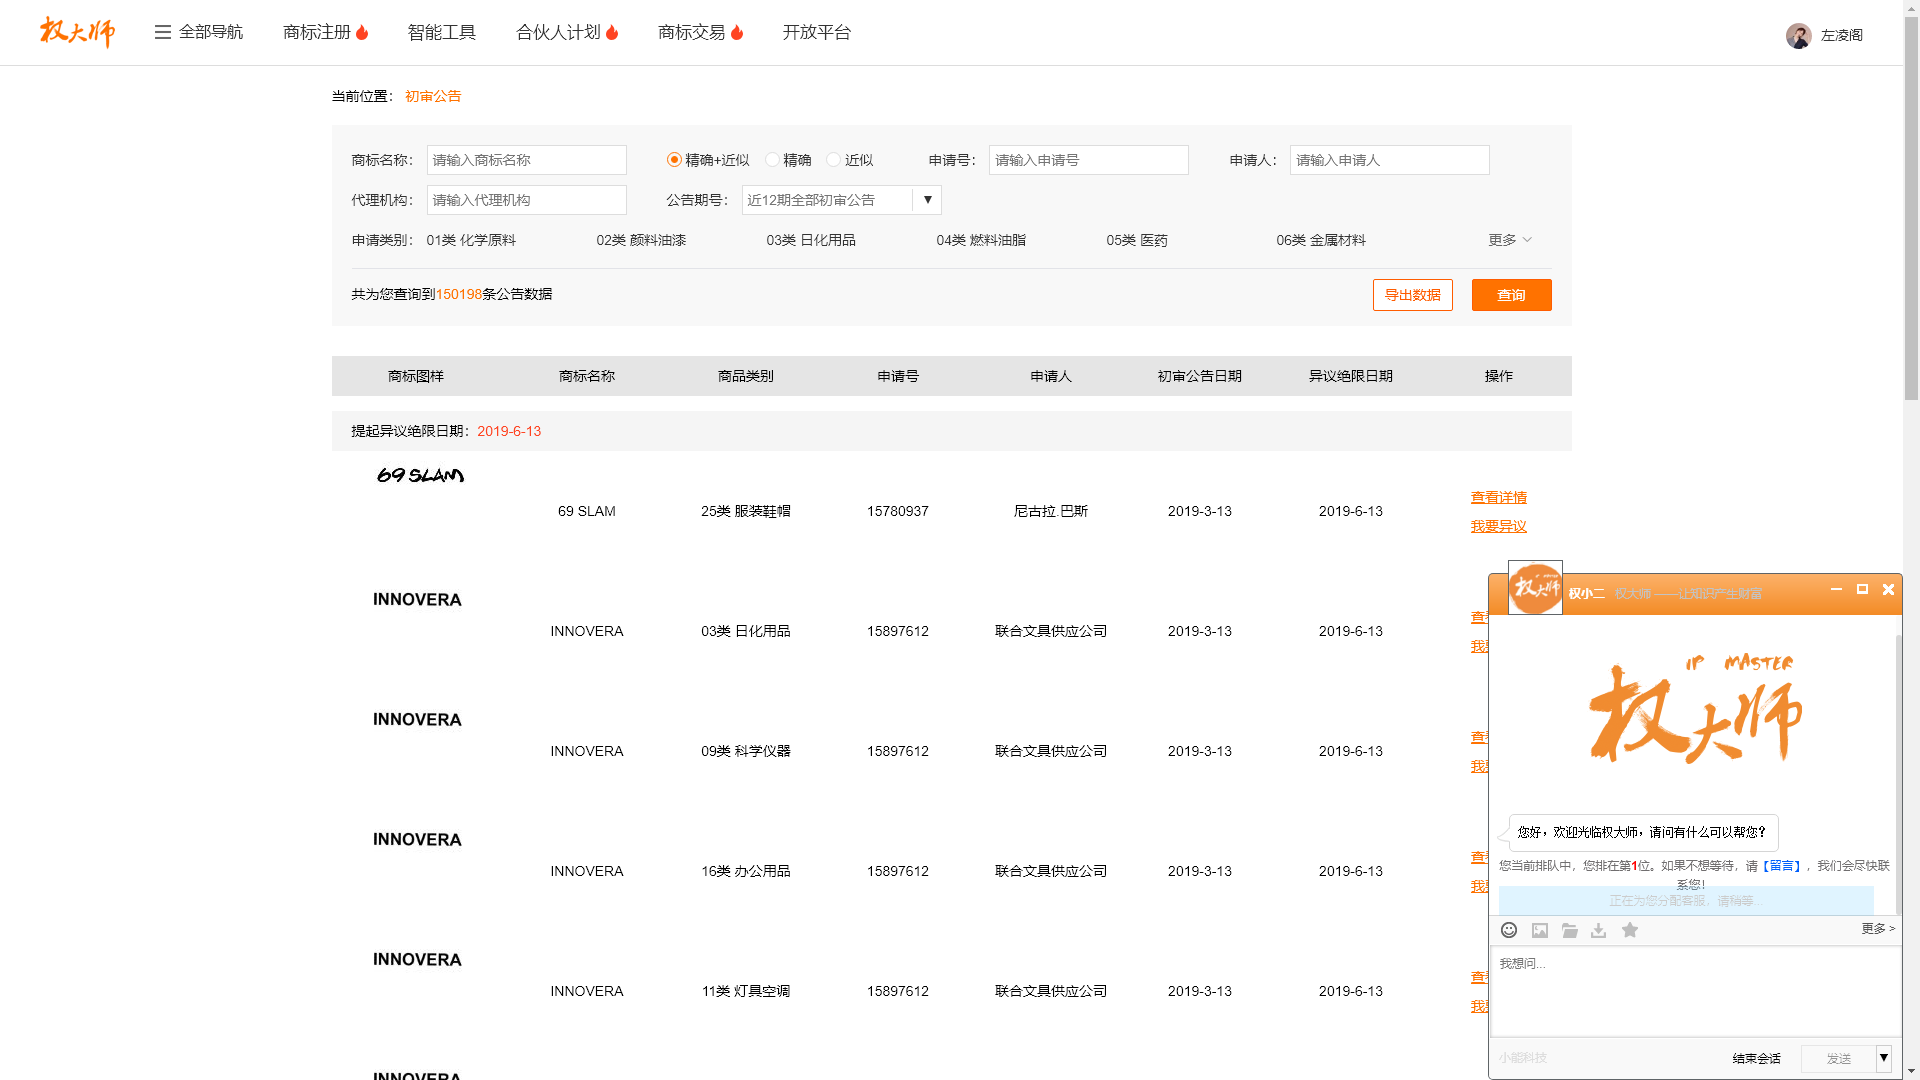 权大师
全部导航
商标注册
智能工具
合伙人计划
商标交易
开放平台
左凌阁
当前位置： 初审公告
商标名称： 请输入商标名称 精确+近似 精确 近似 申请号： 请输入申请号 申请人： 请输入申请人
代理机构： 请输入代理机构 公告期号： 近12期全部初审公告 ▼
申请类别： 01类 化学原料 02类 颜料油漆 03类 日化用品 04类 燃料油脂 05类 医药 06类 金属材料 更多
共为您查询到150198条公告数据 导出数据 查询
商标图样 商标名称 商品类别 申请号 申请人 初审公告日期 异议绝限日期 操作
提起异议绝限日期：2019-6-13
69 SLAM
69 SLAM 25类 服装鞋帽 15780937 尼古拉.巴斯 2019-3-13 2019-6-13 查看详情
我要异议
INNOVERA
INNOVERA 03类 日化用品 15897612 联合文具供应公司 2019-3-13 2019-6-13
INNOVERA
INNOVERA 09类 科学仪器 15897612 联合文具供应公司 2019-3-13 2019-6-13
INNOVERA
INNOVERA 16类 办公用品 15897612 联合文具供应公司 2019-3-13 2019-6-13
INNOVERA
INNOVERA 11类 灯具空调 15897612 联合文具供应公司 2019-3-13 2019-6-13
INNOVERA
IP MASTER
权大师
权小二 权大师 ——让知识产生财富
IP MASTER
权大师
您好，欢迎光临权大师，请问有什么可以帮您？
您当前排队中，您排在第1位。如果不想等待，请【留言】，我们会尽快联
系您！
正在为您分配客服，请稍等...
更多 >
我想问...
小能科技 结束会话 发送 ▼